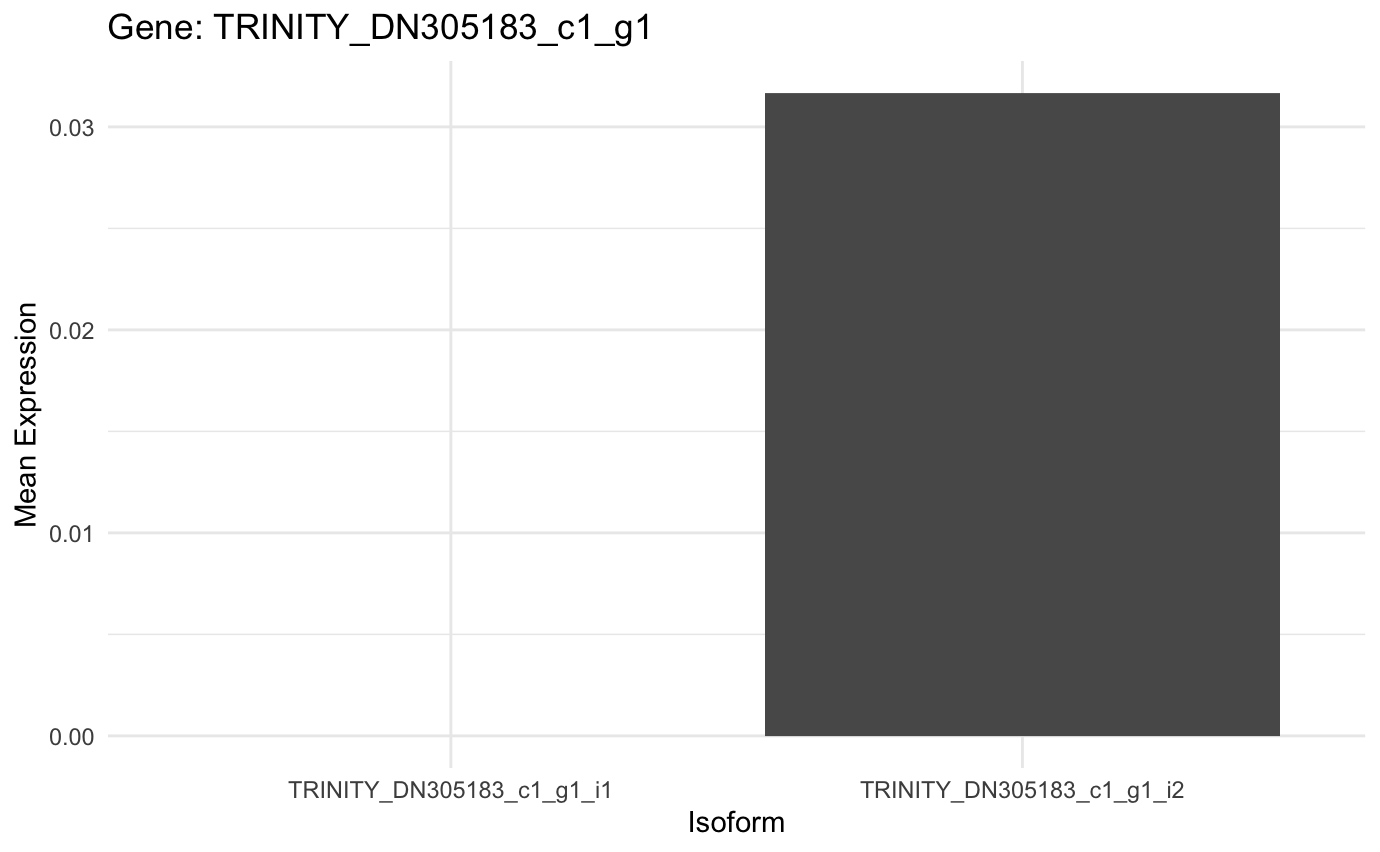 Gene: TRINITY_DN305183_c1_g1
Mean Expression
0.03
0.02
0.01
0.00
TRINITY_DN305183_c1_g1_i1
TRINITY_DN305183_c1_g1_i2
Isoform